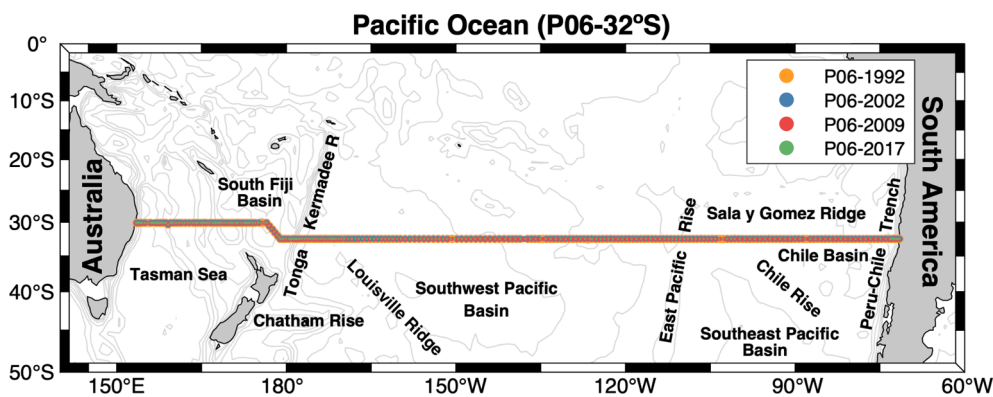 Pacific Ocean (P06-32ºS)
0°
10°S
20°S
30°S
40°S
50°S
150°E
180°
150°W
120°W
90°W
60°W
P06-1992
P06-2002
P06-2009
P06-2017
Australia
South America
South Fiji
Basin
Tonga Kermadee R
Tasman Sea
Chatham Rise
Louisville Ridge
Southwest Pacific
Basin
East Pacific Rise
Sala y Gomez Ridge
Chile Basin
Chile Rise
Peru-Chile Trench
Southeast Pacific
Basin